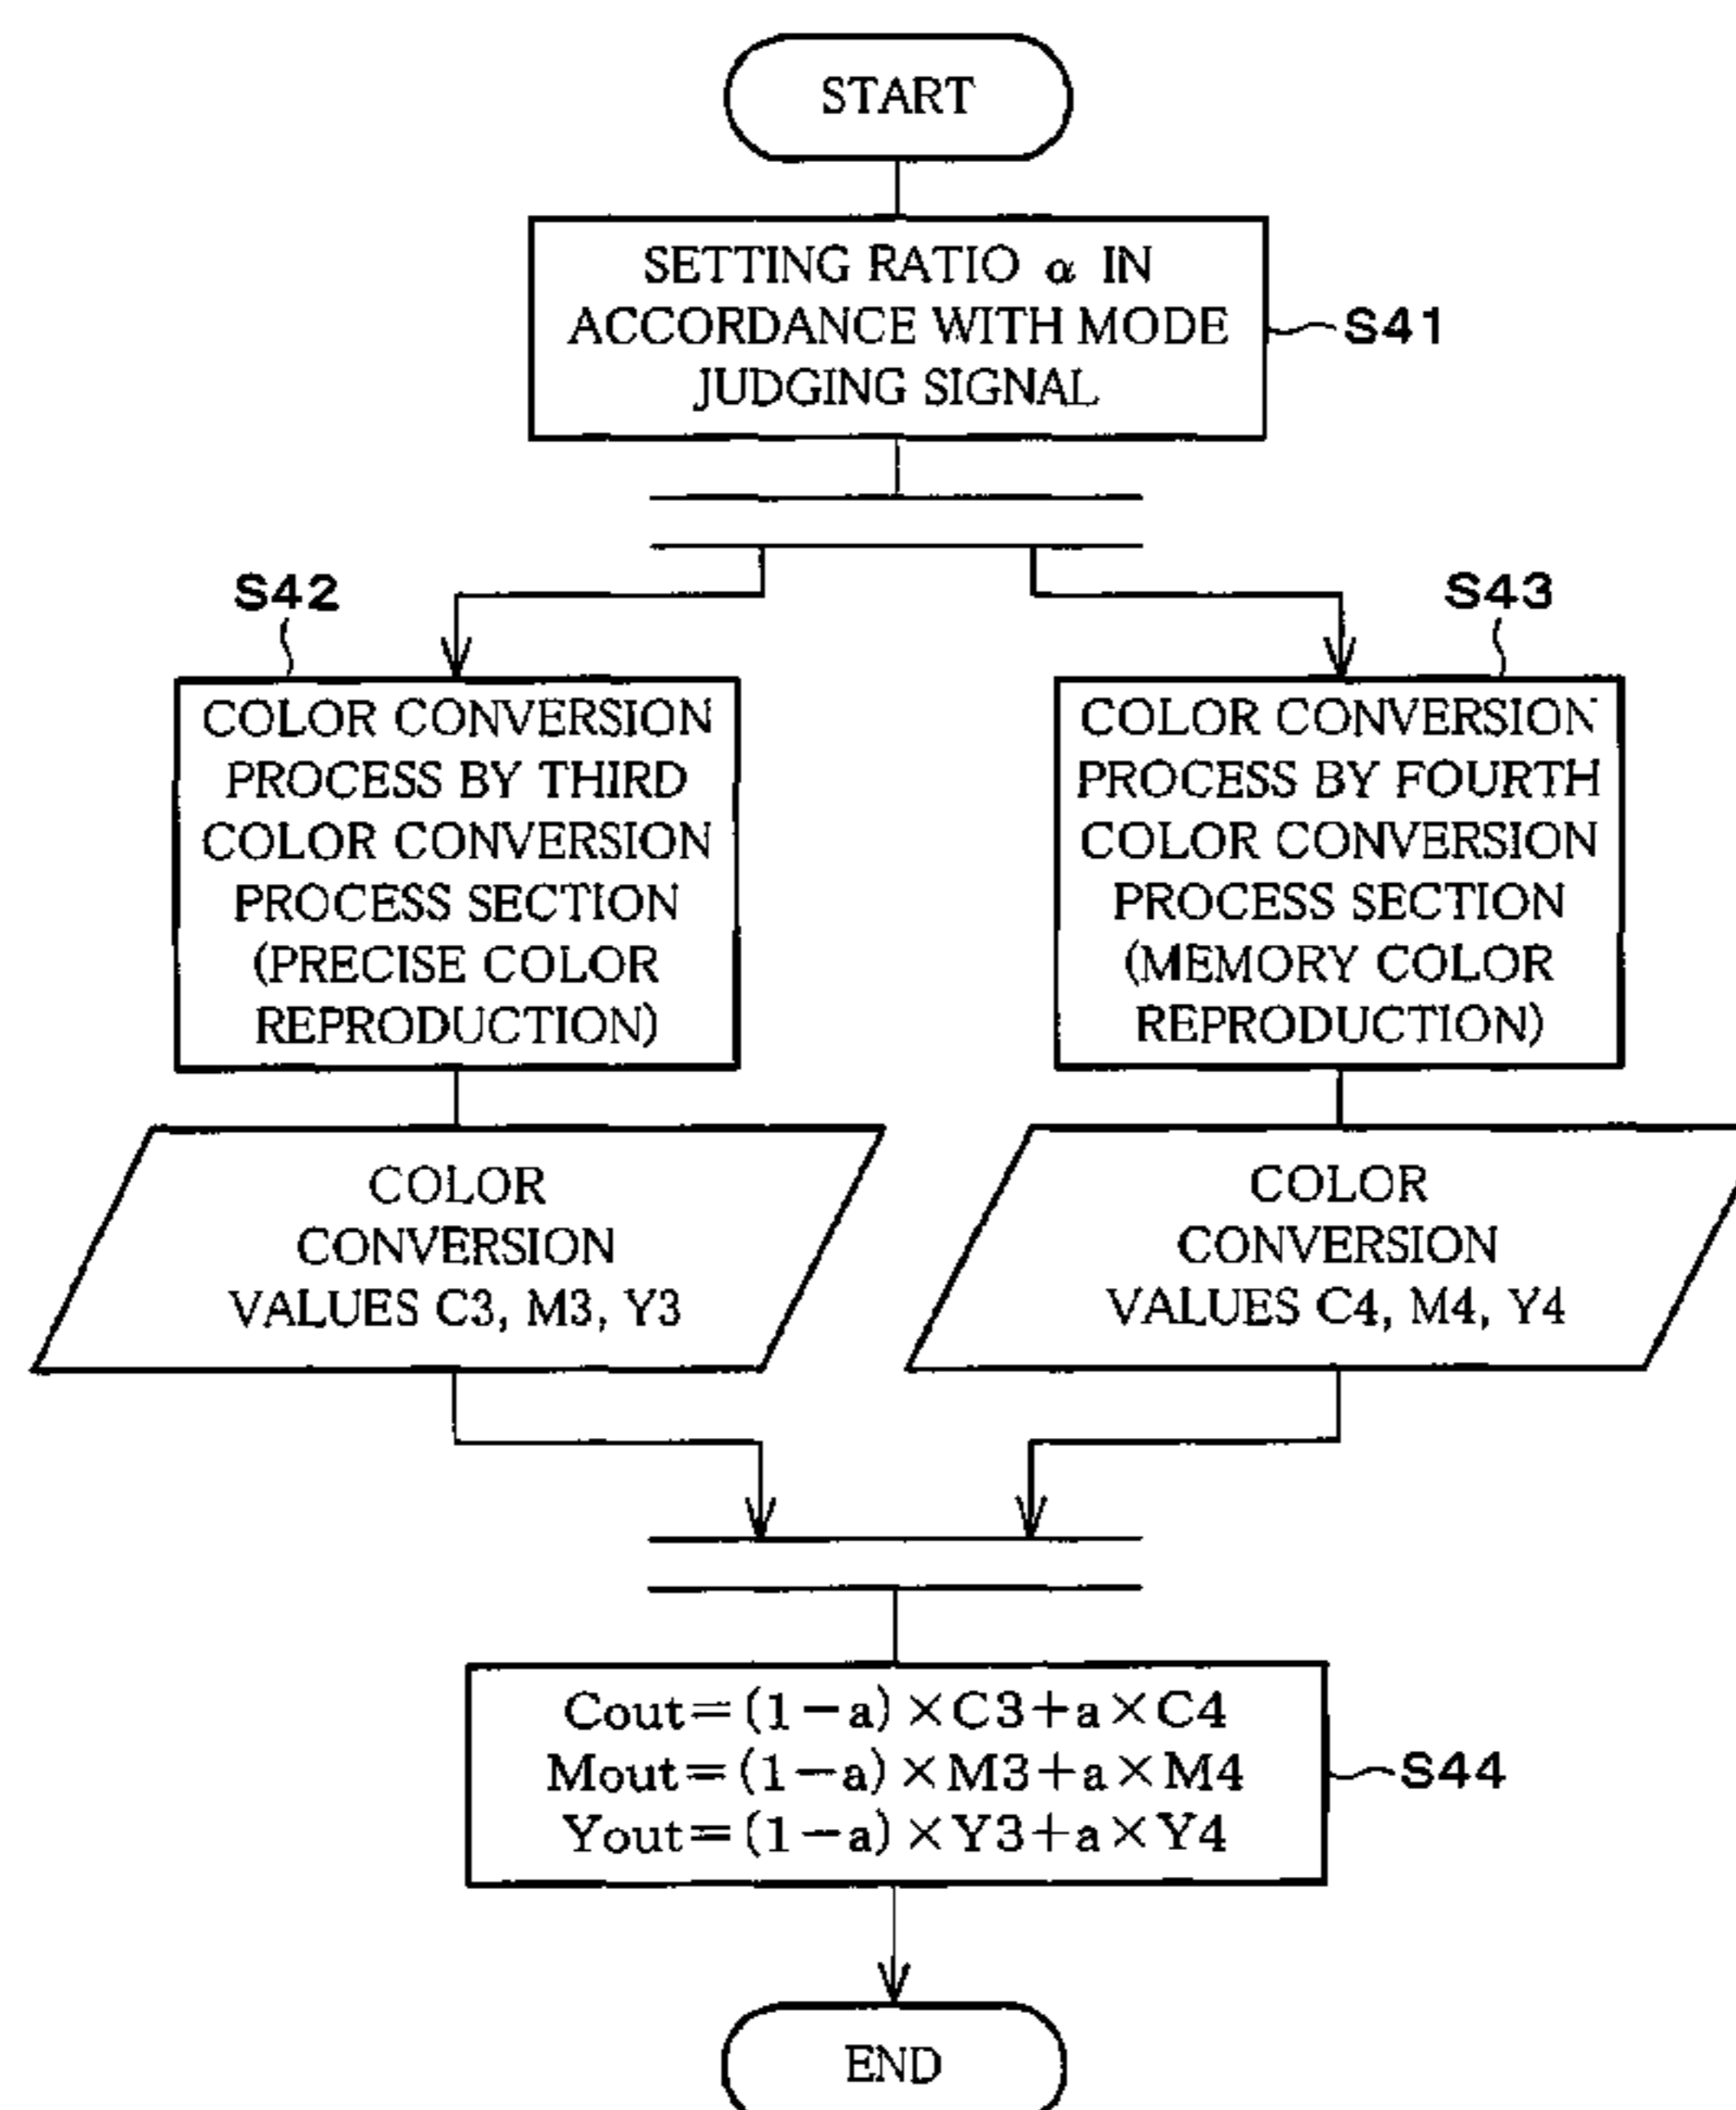 START
SETTING RATIO α IN
ACCORDANCE WITH MODE
JUDGING SIGNAL
S41
S42
COLOR CONVERSION
PROCESS BY THIRD
COLOR CONVERSION
PROCESS SECTION
(PRECISE COLOR
REPRODUCTION)
S43
COLOR CONVERSION
PROCESS BY FOURTH
COLOR CONVERSION
PROCESS SECTION
(MEMORY COLOR
REPRODUCTION)
COLOR
CONVERSION
VALUES C3, M3, Y3
COLOR
CONVERSION
VALUES C4, M4, Y4
Cout=(1-a)×C3+a×C4
Mout=(1-a)×M3+a×M4
Yout=(1-a)×Y3+a×Y4
S44
END